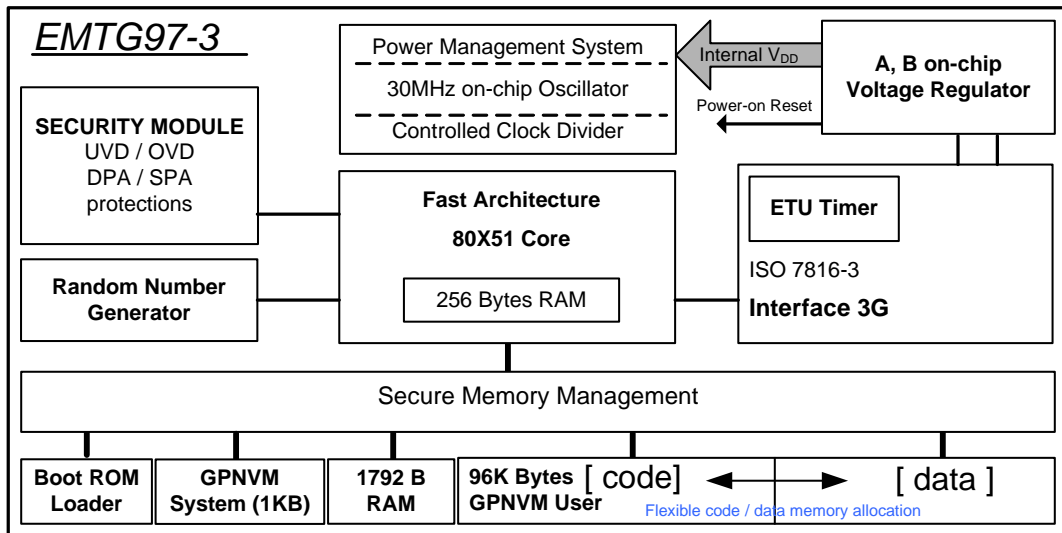 EMTG97-3
Power Management System
30MHz on-chip Oscillator
Controlled Clock Divider
Internal VDD
Power-on Reset
A, B on-chip
Voltage Regulator
SECURITY MODULE
UVD / OVD
DPA / SPA
protections
Fast Architecture
80X51 Core
256 Bytes RAM
ETU Timer
ISO 7816-3
Interface 3G
Random Number
Generator
Secure Memory Management
Boot ROM
Loader
GPNVM
System (1KB)
1792 B
RAM
96K Bytes [ code]
GPNVM User
[ data ]
Flexible code / data memory allocation